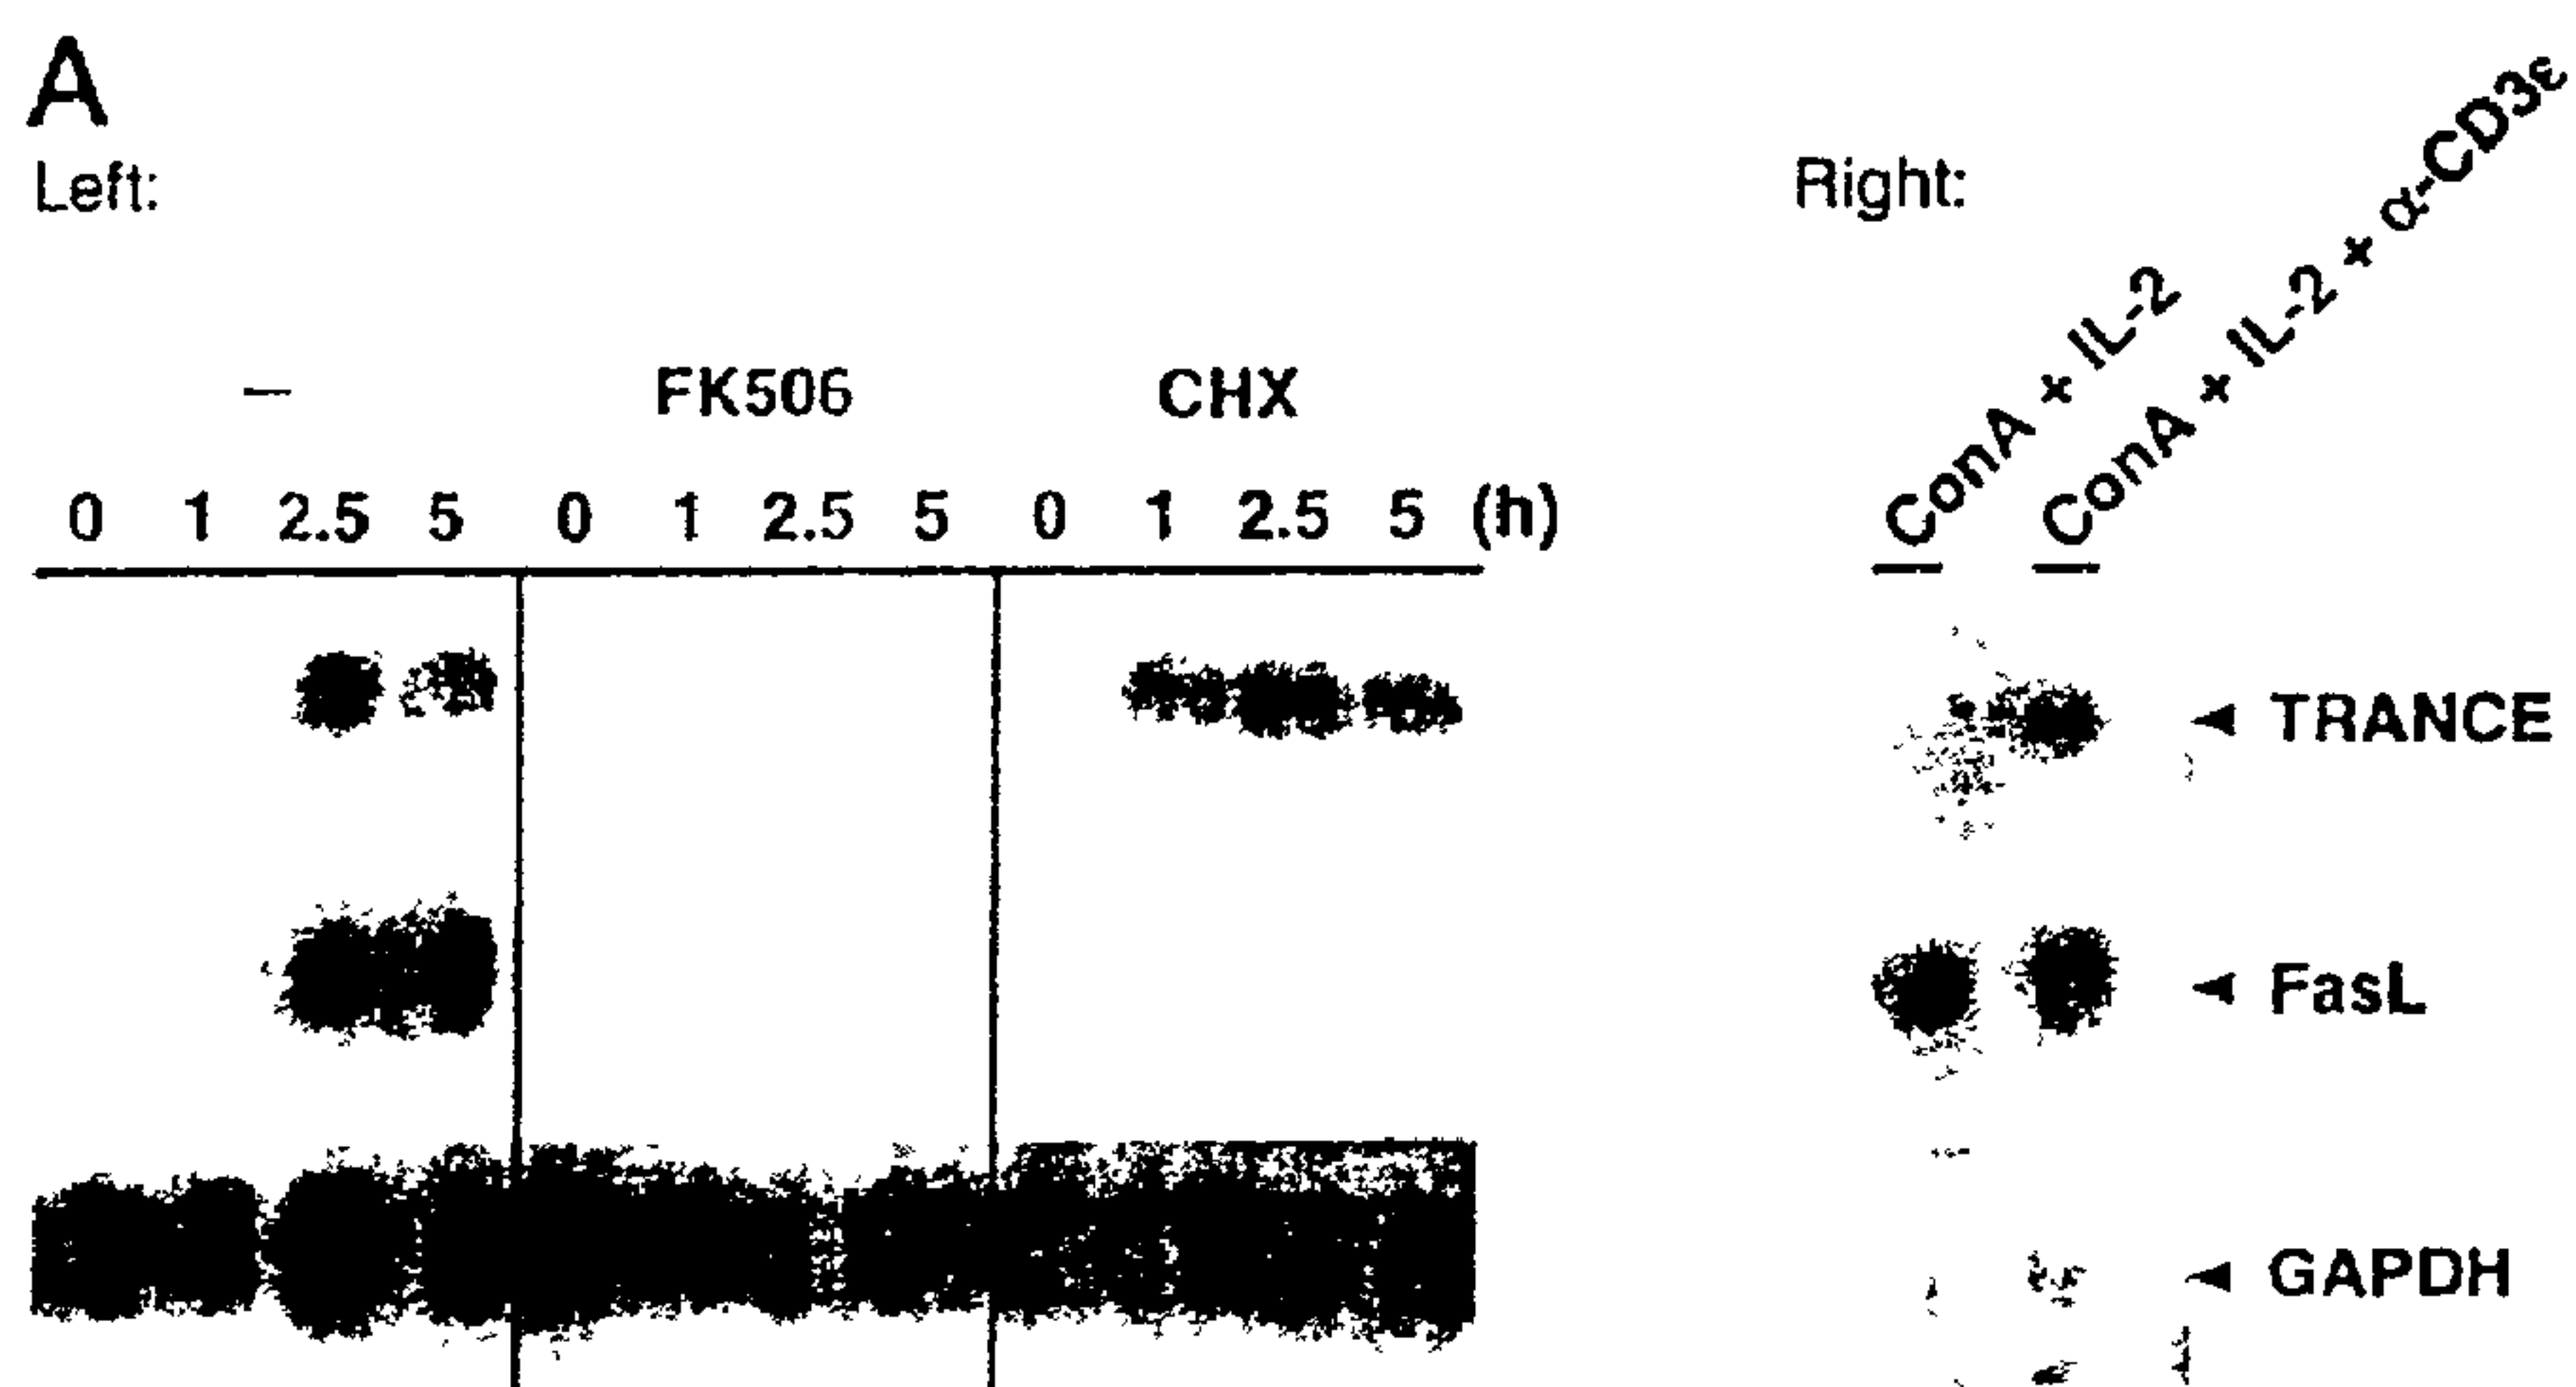 A
Left:
Right:
ConA + IL-2
ConA + IL-2 + α-CD3ε
– FK506 CHX
0 1 2.5 5 0 1 2.5 5 0 1 2.5 5 (h)
TRANCE
FasL
GAPDH